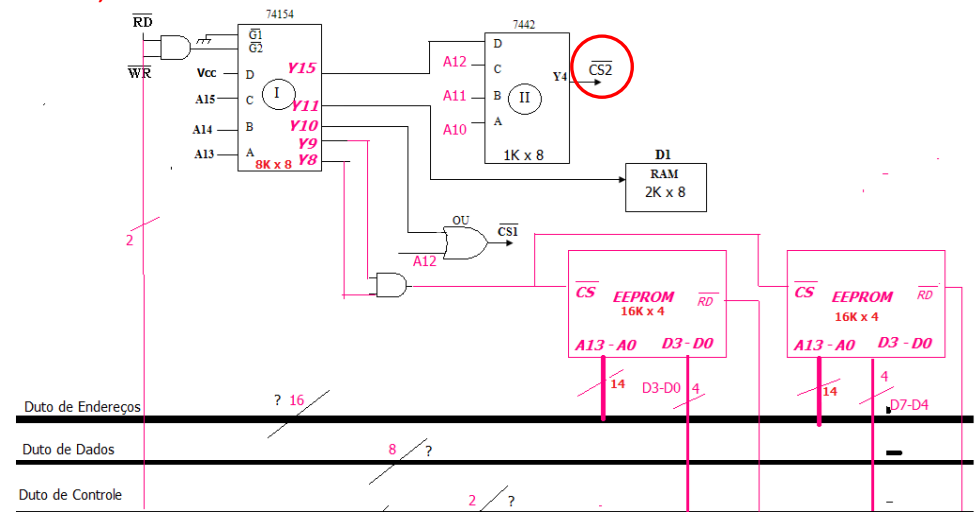 RD
WR
74154
G1
G2
Vcc
D
A15
C
A14
B
A13
A
I
Y15
Y11
Y10
Y9
Y8
8K x 8
7442
D
A12
C
A11
B
A10
A
II
Y4
1K x 8
CS2
D1
RAM
2K x 8
OU
A12
CS1
CS
EEPROM
16K x 4
RD
A13 - A0
D3 - D0
CS
EEPROM
16K x 4
RD
A13 - A0
D3 - D0
2
14
D3-D0
4
14
4
D7-D4
Duto de Endereços
? 16
Duto de Dados
8
?
Duto de Controle
2
?